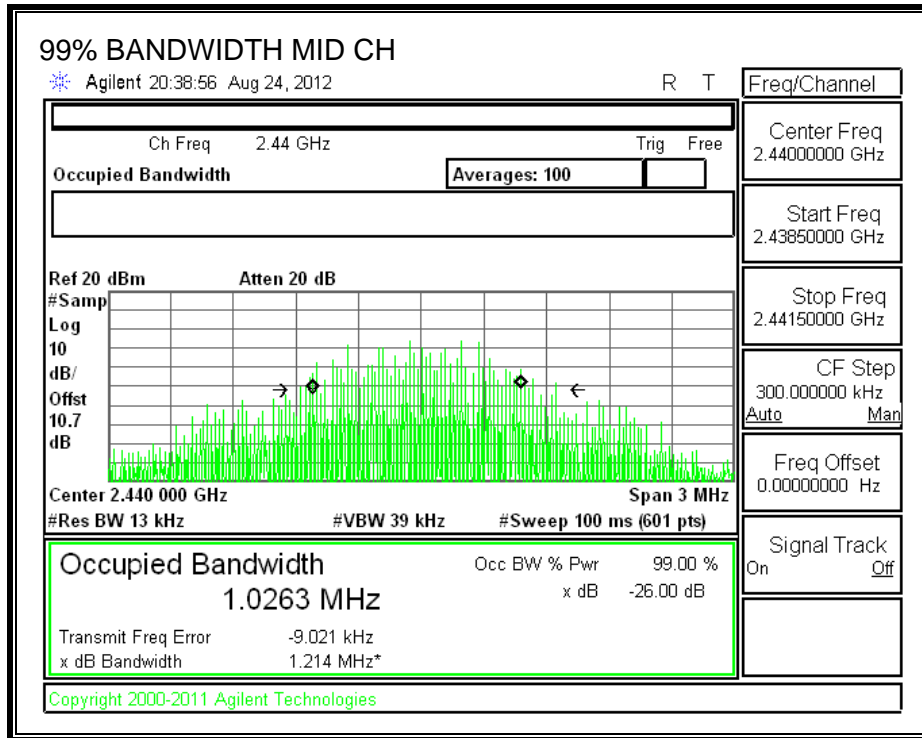 99% BANDWIDTH MID CH
Agilent 20:38:56 Aug 24, 2012 R T
Freq/Channel
Ch Freq 2.44 GHz Trig Free
Occupied Bandwidth Averages: 100
Center Freq
2.44000000 GHz
Start Freq
2.43850000 GHz
Stop Freq
2.44150000 GHz
CF Step
300.000000 kHz
Auto Man
Freq Offset
0.00000000 Hz
Signal Track
On Off
Ref 20 dBm Atten 20 dB
#Samp
Log
10
dB/
Offst
10.7
dB
Center 2.440 000 GHz Span 3 MHz
#Res BW 13 kHz #VBW 39 kHz #Sweep 100 ms (601 pts)
Occupied Bandwidth
1.0263 MHz
Occ BW % Pwr 99.00 %
x dB -26.00 dB
Transmit Freq Error -9.021 kHz
x dB Bandwidth 1.214 MHz*
Copyright 2000-2011 Agilent Technologies